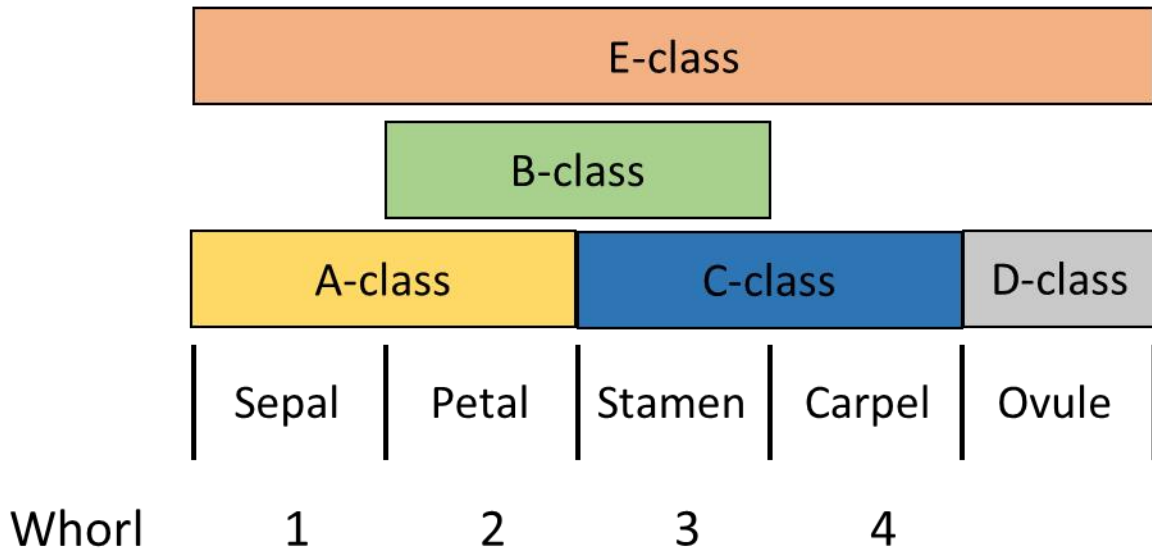 E-class
B-class
A-class C-class D-class
Sepal Petal Stamen Carpel Ovule
Whorl 1 2 3 4